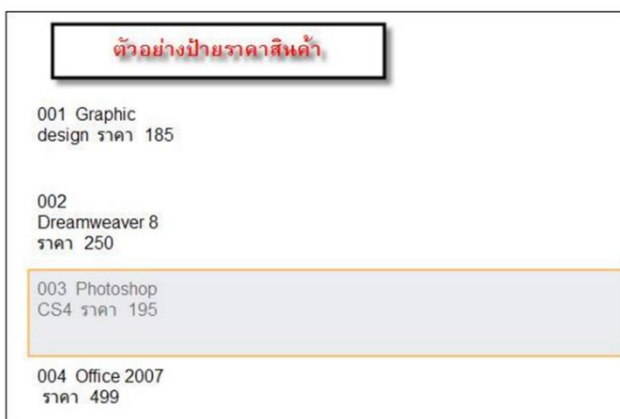 ตัวอย่างป้ายราคาสินค้า
001 Graphic
design ราคา 185
002
Dreamweaver 8
ราคา 250
003 Photoshop
CS4 ราคา 195
004 Office 2007
ราคา 499